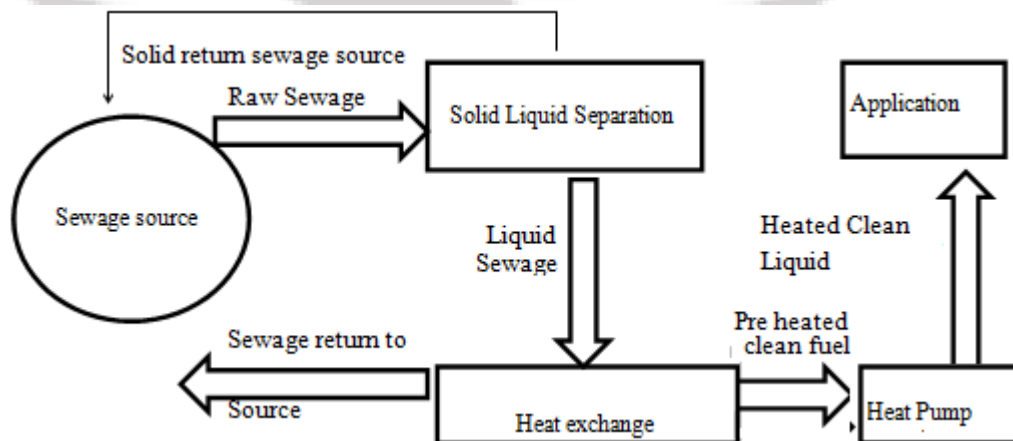 Solid return sewage source
Raw Sewage
Solid Liquid Separation
Application
Sewage source
Liquid
Sewage
Heated Clean
Liquid
Sewage return to
Source
Pre heated
clean fuel
Heat exchange
Heat Pump